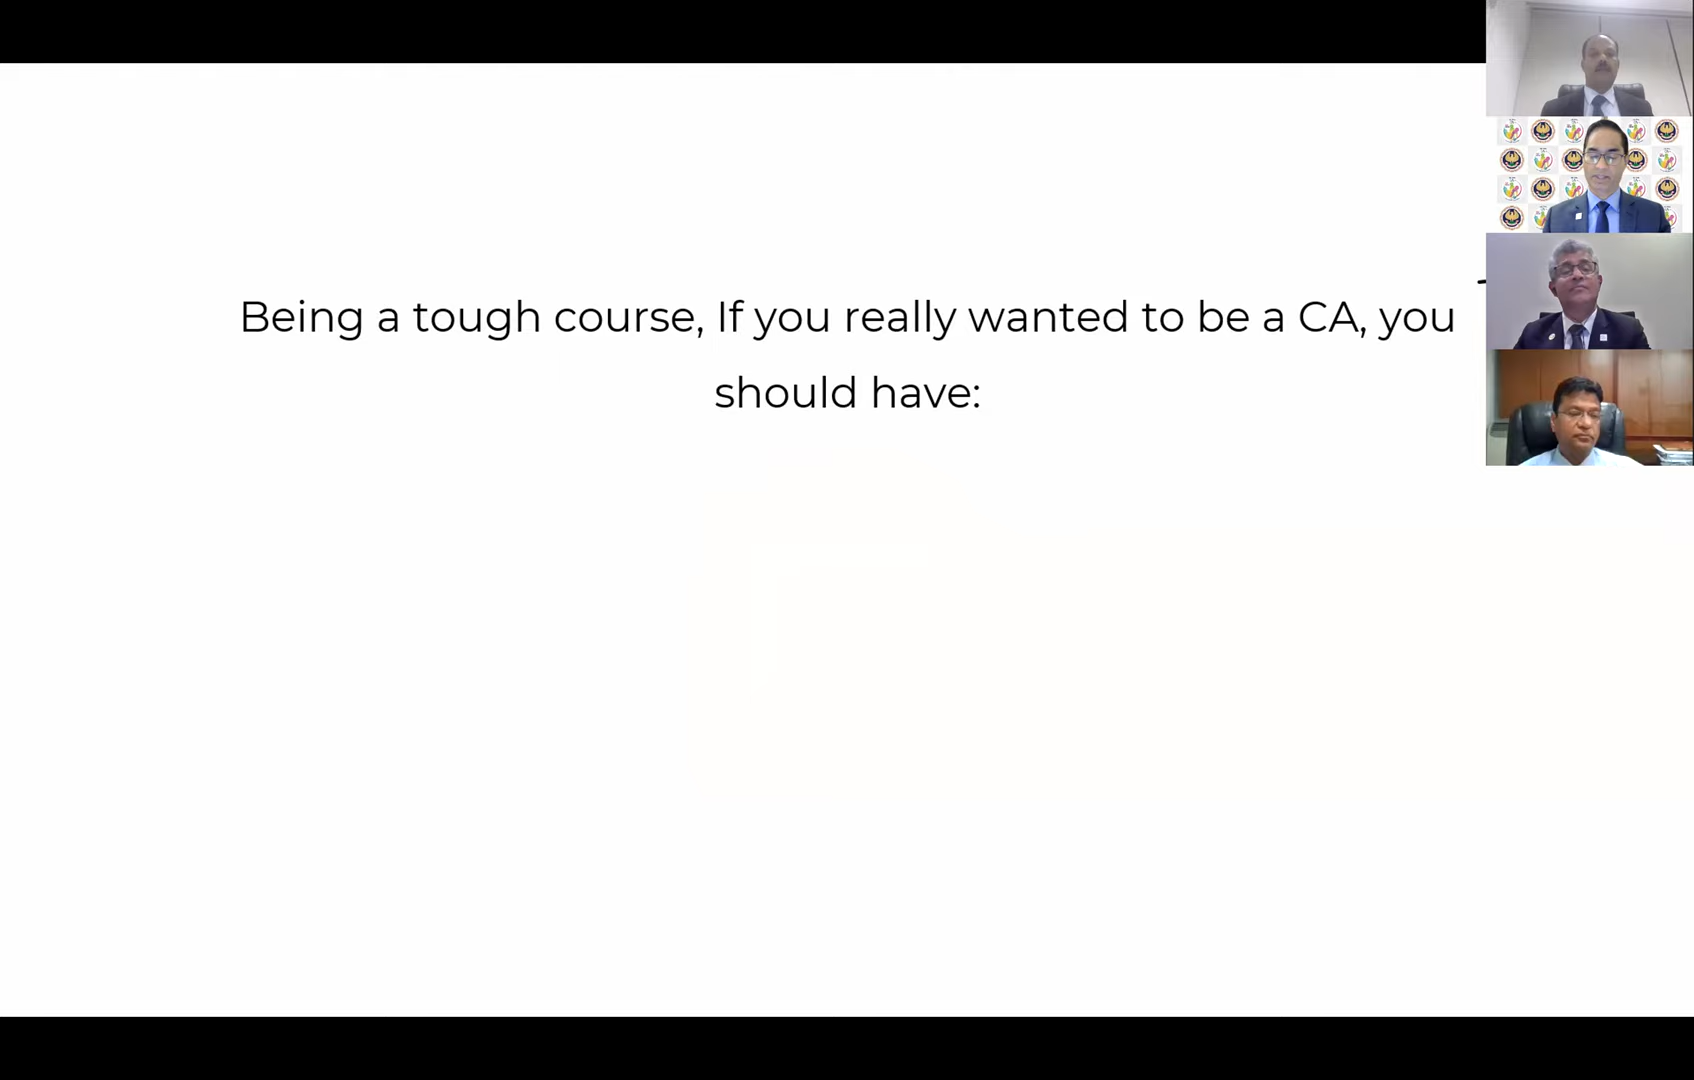 Being a tough course, If you really wanted to be a CA, you
should have: